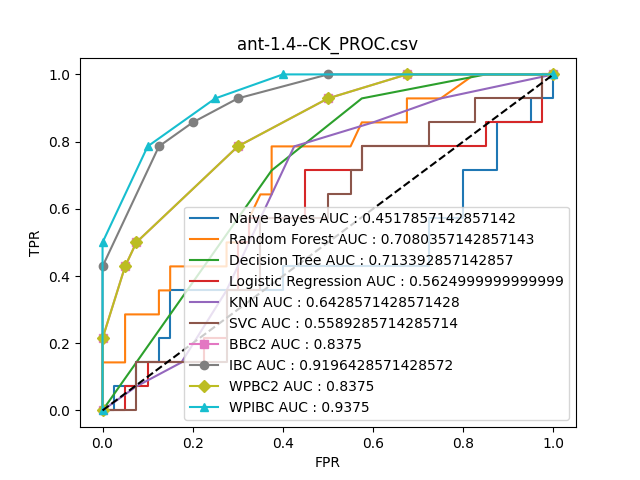 ant-1.4--CK_PROC.csv
TPR
1.0
0.8
0.6
0.4
0.2
0.0
Naive Bayes AUC : 0.4517857142857142
Random Forest AUC : 0.7080357142857143
Decision Tree AUC : 0.713392857142857
Logistic Regression AUC : 0.5624999999999999
KNN AUC : 0.6428571428571428
SVC AUC : 0.5589285714285714
BBC2 AUC : 0.8375
IBC AUC : 0.9196428571428572
WPBC2 AUC : 0.8375
WPIBC AUC : 0.9375
0.0 0.2 0.4 0.6 0.8 1.0
FPR